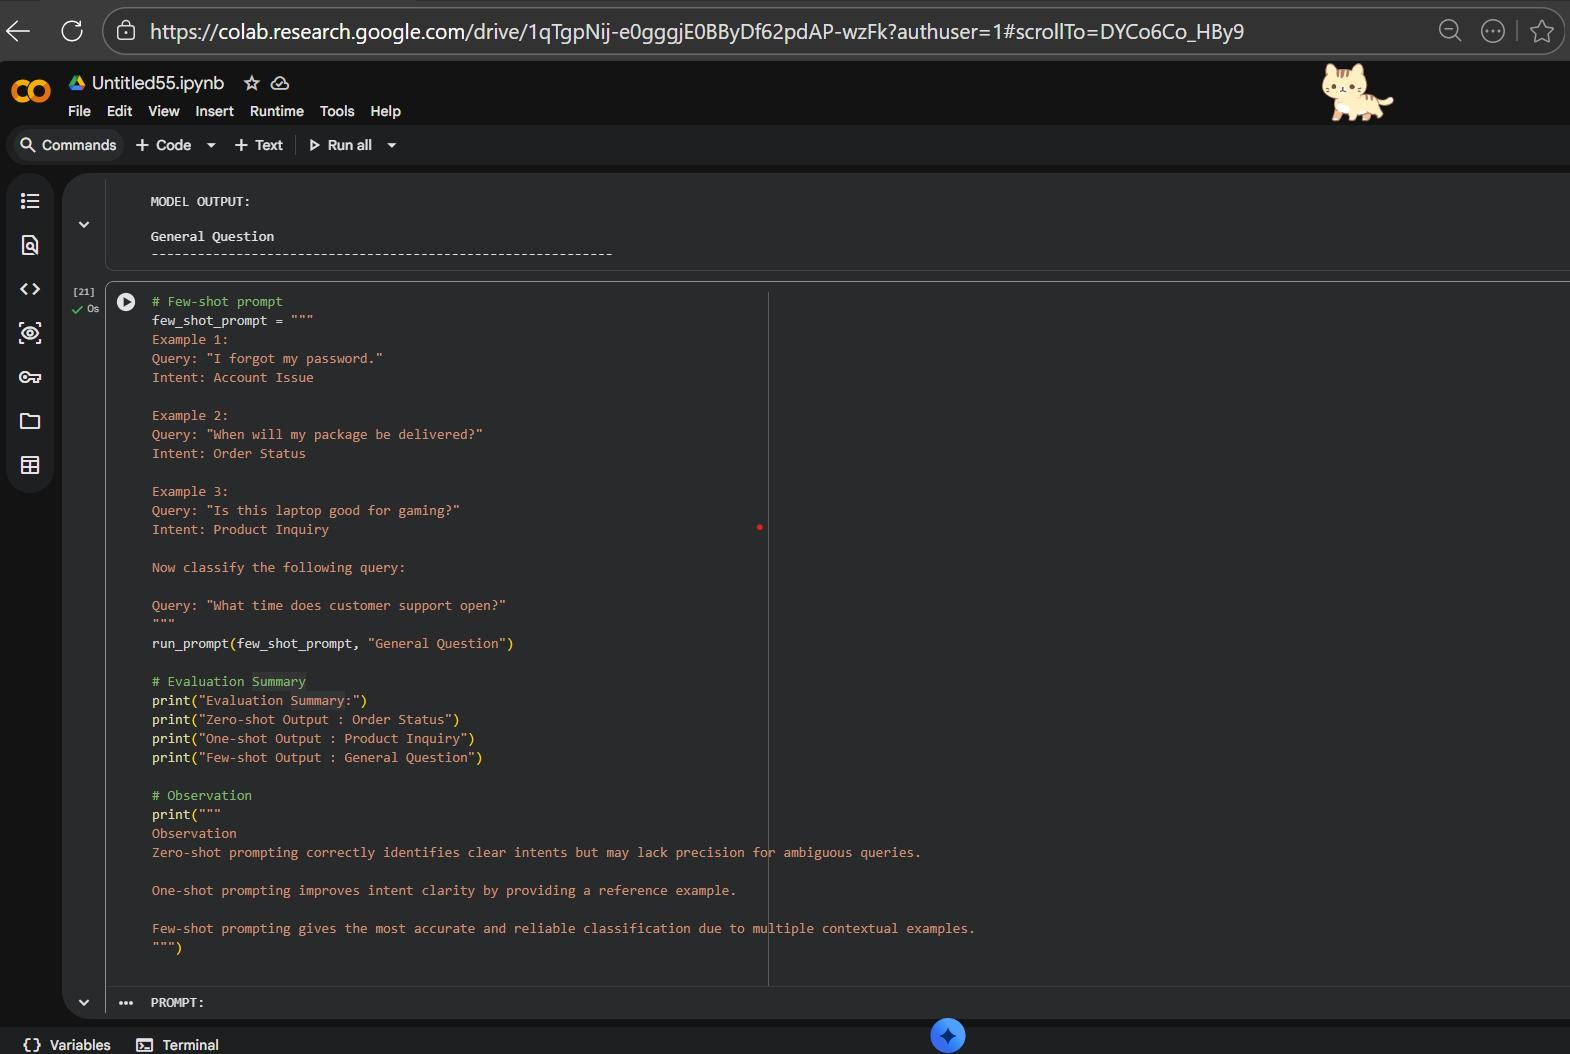 https://colab.research.google.com/drive/1qTgpNij-e0gggjE0BByDf62pdAP-wzFk?authuser=1#scrollTo=DYCo6Co_HBy9
CO
Untitled55.ipynb
File Edit View Insert Runtime Tools Help
Commands + Code + Text Run all
MODEL OUTPUT:
General Question
------------------------------------------------------------
[21]
0s
# Few-shot prompt
few_shot_prompt = """
Example 1:
Query: "I forgot my password."
Intent: Account Issue
Example 2:
Query: "When will my package be delivered?"
Intent: Order Status
Example 3:
Query: "Is this laptop good for gaming?"
Intent: Product Inquiry
Now classify the following query:
Query: "What time does customer support open?"
"""
run_prompt(few_shot_prompt, "General Question")
# Evaluation Summary
print("Evaluation Summary:")
print("Zero-shot Output : Order Status")
print("One-shot Output : Product Inquiry")
print("Few-shot Output : General Question")
# Observation
print("""
Observation
Zero-shot prompting correctly identifies clear intents but may lack precision for ambiguous queries.
One-shot prompting improves intent clarity by providing a reference example.
Few-shot prompting gives the most accurate and reliable classification due to multiple contextual examples.
""")
PROMPT:
{} Variables Terminal